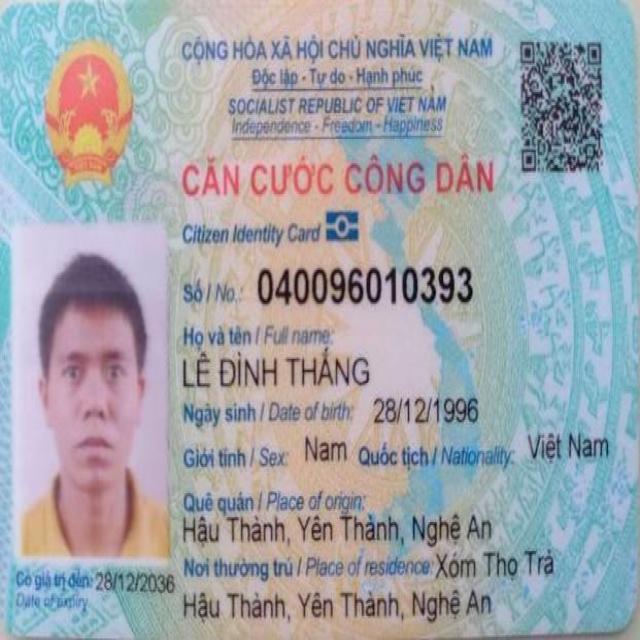 CỘNG HÒA XÃ HỘI CHỦ NGHĨA VIỆT NAM
Độc lập - Tự do - Hạnh phúc
SOCIALIST REPUBLIC OF VIET NAM
Independence - Freedom - Happiness
CĂN CƯỚC CÔNG DÂN
Citizen Identity Card
Số / No.: 040096010393
Họ và tên / Full name:
LÊ ĐÌNH THẮNG
Ngày sinh / Date of birth: 28/12/1996
Giới tính / Sex: Nam Quốc tịch / Nationality: Việt Nam
Quê quán / Place of origin:
Hậu Thành, Yên Thành, Nghệ An
Nơi thường trú / Place of residence: Xóm Thọ Trà
Hậu Thành, Yên Thành, Nghệ An
Có giá trị đến: 28/12/2036
Date of expiry